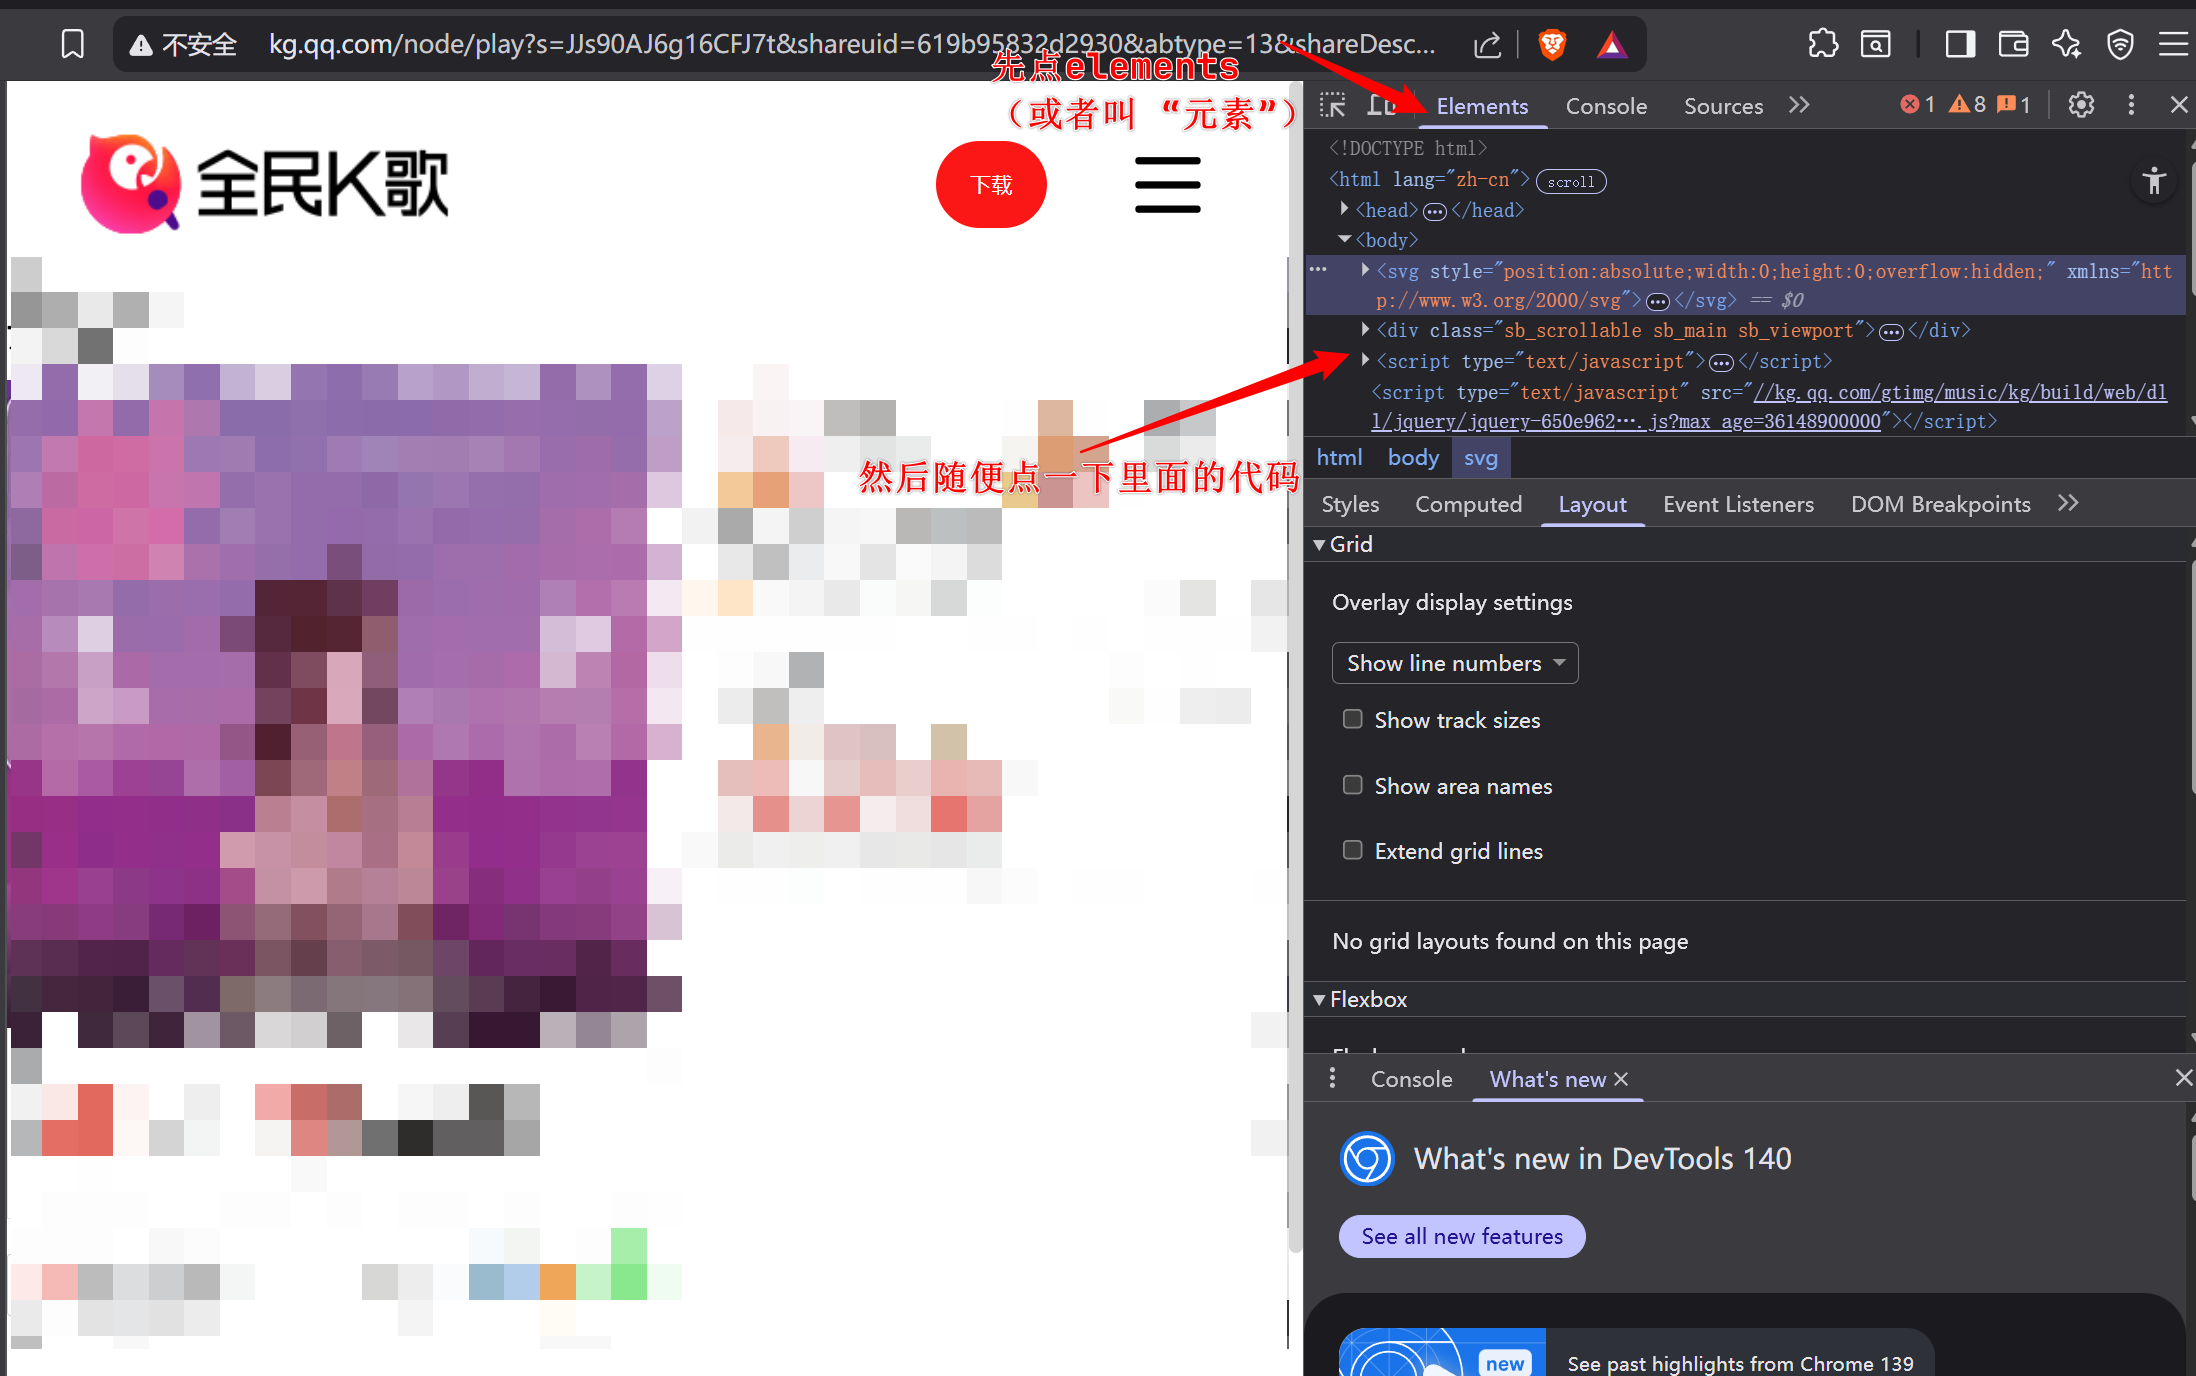 不安全 kg.qq.com/node/play?s=JJs90AJ6g16CFJ7t&shareuid=619b95832d2930&abtype=13&shareDesc...
先点elements
（或者叫 “元素”）
全民K歌
下载
Elements Console Sources 1 8 1
<!DOCTYPE html>
<html lang="zh-cn"> scroll
<head> ... </head>
<body>
<svg style="position:absolute;width:0;height:0;overflow:hidden;" xmlns="htt
p://www.w3.org/2000/svg"> ... </svg> == $0
<div class="sb_scrollable sb_main sb_viewport"> ... </div>
<script type="text/javascript"> ... </script>
<script type="text/javascript" src="//kg.qq.com/gtimg/music/kg/build/web/dl
l/jquery/jquery-650e962….js?max_age=36148900000"></script>
然后随便点一下里面的代码
html body svg
Styles Computed Layout Event Listeners DOM Breakpoints
Grid
Overlay display settings
Show line numbers
Show track sizes
Show area names
Extend grid lines
No grid layouts found on this page
Flexbox
Console What's new
What's new in DevTools 140
See all new features
new See past highlights from Chrome 139